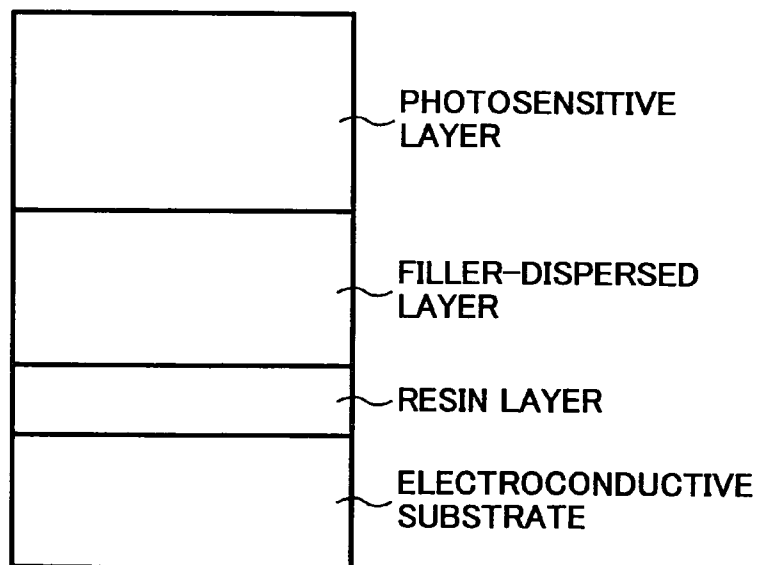 PHOTOSENSITIVE
LAYER
FILLER-DISPERSED
LAYER
RESIN LAYER
ELECTROCONDUCTIVE
SUBSTRATE